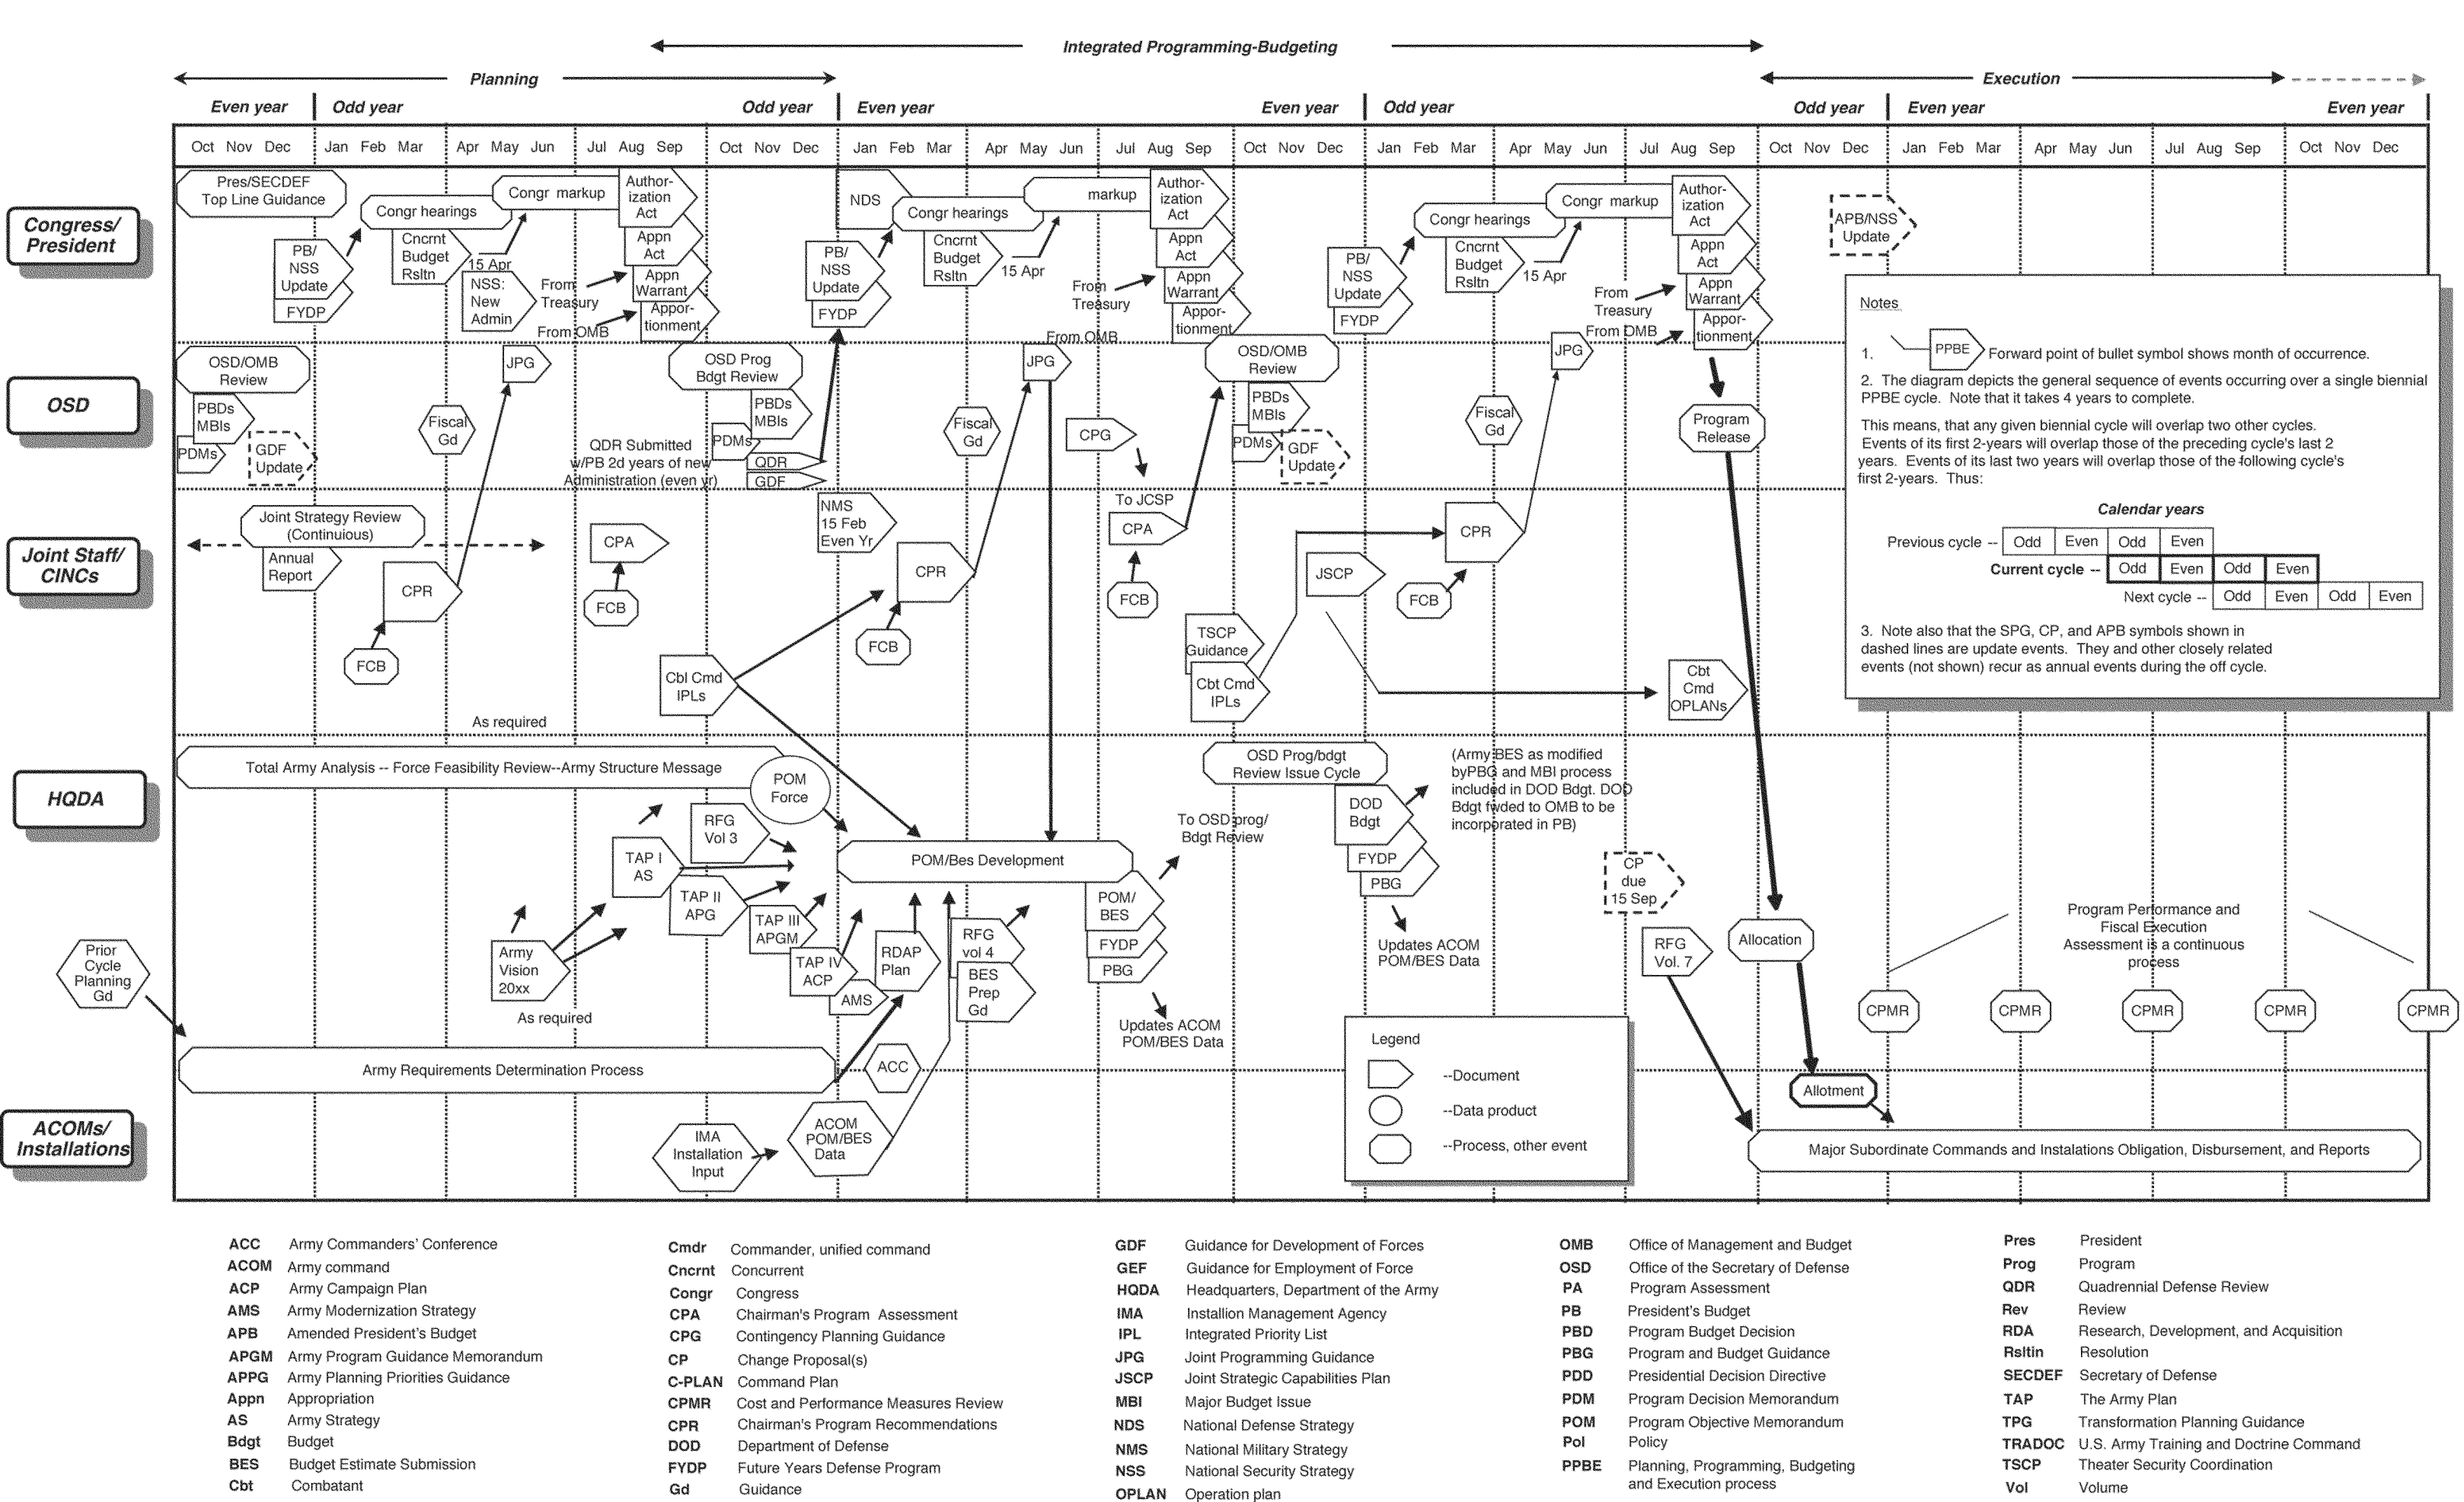 Integrated Programming-Budgeting
Planning
Execution
Even year
Odd year
Odd year
Even year
Even year
Odd year
Odd year
Even year
Even year
Oct Nov Dec
Jan Feb Mar
Apr May Jun
Jul Aug Sep
Oct Nov Dec
Jan Feb Mar
Apr May Jun
Jul Aug Sep
Oct Nov Dec
Jan Feb Mar
Apr May Jun
Jul Aug Sep
Oct Nov Dec
Jan Feb Mar
Apr May Jun
Jul Aug Sep
Oct Nov Dec
Congress/
President
Pres/SECDEF
Top Line Guidance
PB/
NSS
Update
FYDP
Congr hearings
Cncrnt
Budget
Rsltn
15 Apr
NSS:
New
Admin
Congr markup
From
Treasury
From OMB
Author-
ization
Act
Appn
Act
Appn
Warrant
Appor-
tionment
NDS
PB/
NSS
Update
FYDP
Congr hearings
Cncrnt
Budget
Rsltn
15 Apr
markup
From
Treasury
From OMB
Author-
ization
Act
Appn
Act
Appn
Warrant
Appor-
tionment
PB/
NSS
Update
FYDP
Congr hearings
Cncrnt
Budget
Rsltn
15 Apr
Congr markup
From
Treasury
From OMB
Author-
ization
Act
Appn
Act
Appn
Warrant
Appor-
tionment
APB/NSS
Update
OSD
OSD/OMB
Review
PBDs
MBIs
PDMs
GDF
Update
Fiscal
Gd
JPG
OSD Prog
Bdgt Review
PBDs
MBIs
PDMs
QDR
GDF
QDR Submitted
w/PB 2d years of new
Administration (even yr)
Fiscal
Gd
JPG
CPG
To JCSP
OSD/OMB
Review
PBDs
MBIs
PDMs
GDF
Update
Fiscal
Gd
JPG
Program
Release
Joint Staff/
CINCs
Joint Strategy Review
(Continuous)
Annual
Report
CPR
FCB
CPA
FCB
Cbl Cmd
IPLs
As required
NMS
15 Feb
Even Yr
CPR
FCB
CPA
FCB
TSCP
Guidance
Cbt Cmd
IPLs
JSCP
CPR
FCB
Cbt
Cmd
OPLANs
HQDA
Total Army Analysis -- Force Feasibility Review--Army Structure Message
POM
Force
RFG
Vol 3
TAP I
AS
TAP II
APG
TAP III
APGM
TAP IV
ACP
AMS
Army
Vision
20xx
As required
Prior
Cycle
Planning
Gd
POM/Bes Development
RDAP
Plan
RFG
vol 4
BES
Prep
Gd
POM/
BES
FYDP
PBG
To OSD prog/
Bdgt Review
Updates ACOM
POM/BES Data
OSD Prog/bdgt
Review Issue Cycle
DOD
Bdgt
FYDP
PBG
(Army BES as modified
byPBG and MBI process
included in DOD Bdgt. DOD
Bdgt fwded to OMB to be
incorporated in PB)
Updates ACOM
POM/BES Data
CP
due
15 Sep
RFG
Vol. 7
Allocation
Program Performance and
Fiscal Execution
Assessment is a continuous
process
CPMR
CPMR
CPMR
CPMR
CPMR
Army Requirements Determination Process
ACC
ACOMs/
Installations
IMA
Installation
Input
ACOM
POM/BES
Data
Allotment
Major Subordinate Commands and Instalations Obligation, Disbursement, and Reports
Legend
--Document
--Data product
--Process, other event
Notes
1. PPBE Forward point of bullet symbol shows month of occurrence.
2. The diagram depicts the general sequence of events occurring over a single biennial
PPBE cycle. Note that it takes 4 years to complete.
This means, that any given biennial cycle will overlap two other cycles.
Events of its first 2-years will overlap those of the preceding cycle's last 2
years. Events of its last two years will overlap those of the following cycle's
first 2-years. Thus:
Calendar years
Previous cycle -- Odd Even Odd Even
Current cycle -- Odd Even Odd Even
Next cycle -- Odd Even Odd Even
3. Note also that the SPG, CP, and APB symbols shown in
dashed lines are update events. They and other closely related
events (not shown) recur as annual events during the off cycle.
ACC Army Commanders' Conference
ACOM Army command
ACP Army Campaign Plan
AMS Army Modernization Strategy
APB Amended President's Budget
APGM Army Program Guidance Memorandum
APPG Army Planning Priorities Guidance
Appn Appropriation
AS Army Strategy
Bdgt Budget
BES Budget Estimate Submission
Cbt Combatant
Cmdr Commander, unified command
Cncrnt Concurrent
Congr Congress
CPA Chairman's Program Assessment
CPG Contingency Planning Guidance
CP Change Proposal(s)
C-PLAN Command Plan
CPMR Cost and Performance Measures Review
CPR Chairman's Program Recommendations
DOD Department of Defense
FYDP Future Years Defense Program
Gd Guidance
GDF Guidance for Development of Forces
GEF Guidance for Employment of Force
HQDA Headquarters, Department of the Army
IMA Installion Management Agency
IPL Integrated Priority List
JPG Joint Programming Guidance
JSCP Joint Strategic Capabilities Plan
MBI Major Budget Issue
NDS National Defense Strategy
NMS National Military Strategy
NSS National Security Strategy
OPLAN Operation plan
OMB Office of Management and Budget
OSD Office of the Secretary of Defense
PA Program Assessment
PB President's Budget
PBD Program Budget Decision
PBG Program and Budget Guidance
PDD Presidential Decision Directive
PDM Program Decision Memorandum
POM Program Objective Memorandum
Pol Policy
PPBE Planning, Programming, Budgeting
and Execution process
Pres President
Prog Program
QDR Quadrennial Defense Review
Rev Review
RDA Research, Development, and Acquisition
Rsltin Resolution
SECDEF Secretary of Defense
TAP The Army Plan
TPG Transformation Planning Guidance
TRADOC U.S. Army Training and Doctrine Command
TSCP Theater Security Coordination
Vol Volume